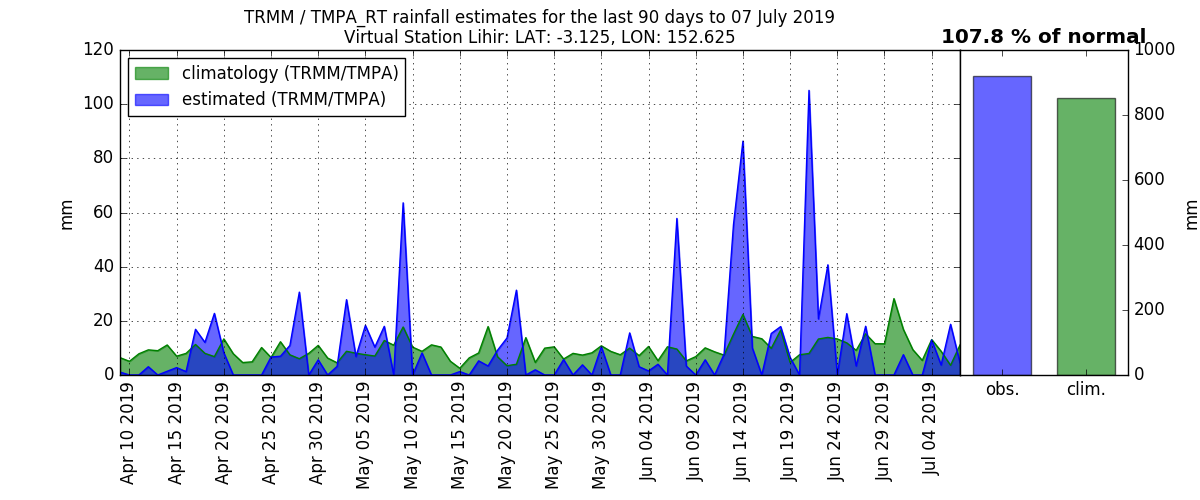 TRMM / TMPA_RT rainfall estimates for the last 90 days to 07 July 2019
Virtual Station Lihir: LAT: -3.125, LON: 152.625
107.8 % of normal
climatology (TRMM/TMPA)
estimated (TRMM/TMPA)
120
100
80
60
40
20
0
mm
Apr 10 2019
Apr 15 2019
Apr 20 2019
Apr 25 2019
Apr 30 2019
May 05 2019
May 10 2019
May 15 2019
May 20 2019
May 25 2019
May 30 2019
Jun 04 2019
Jun 09 2019
Jun 14 2019
Jun 19 2019
Jun 24 2019
Jun 29 2019
Jul 04 2019
1000
800
600
400
200
0
mm
obs.
clim.